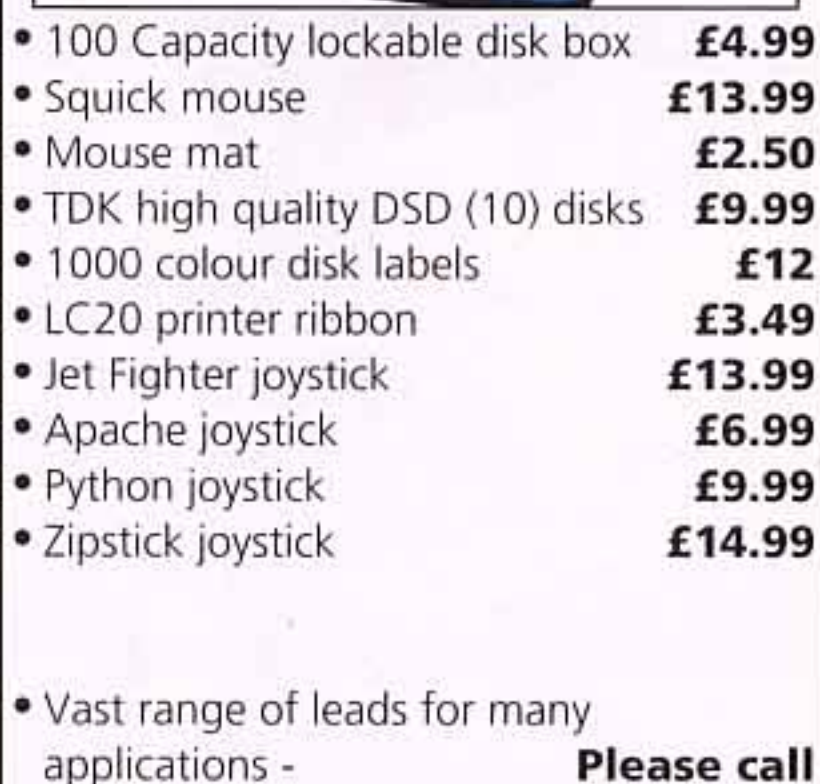 • 100 Capacity lockable disk box £4.99
• Squick mouse £13.99
• Mouse mat £2.50
• TDK high quality DSD (10) disks £9.99
• 1000 colour disk labels £12
• LC20 printer ribbon £3.49
• Jet Fighter joystick £13.99
• Apache joystick £6.99
• Python joystick £9.99
• Zipstick joystick £14.99
• Vast range of leads for many
applications - Please call